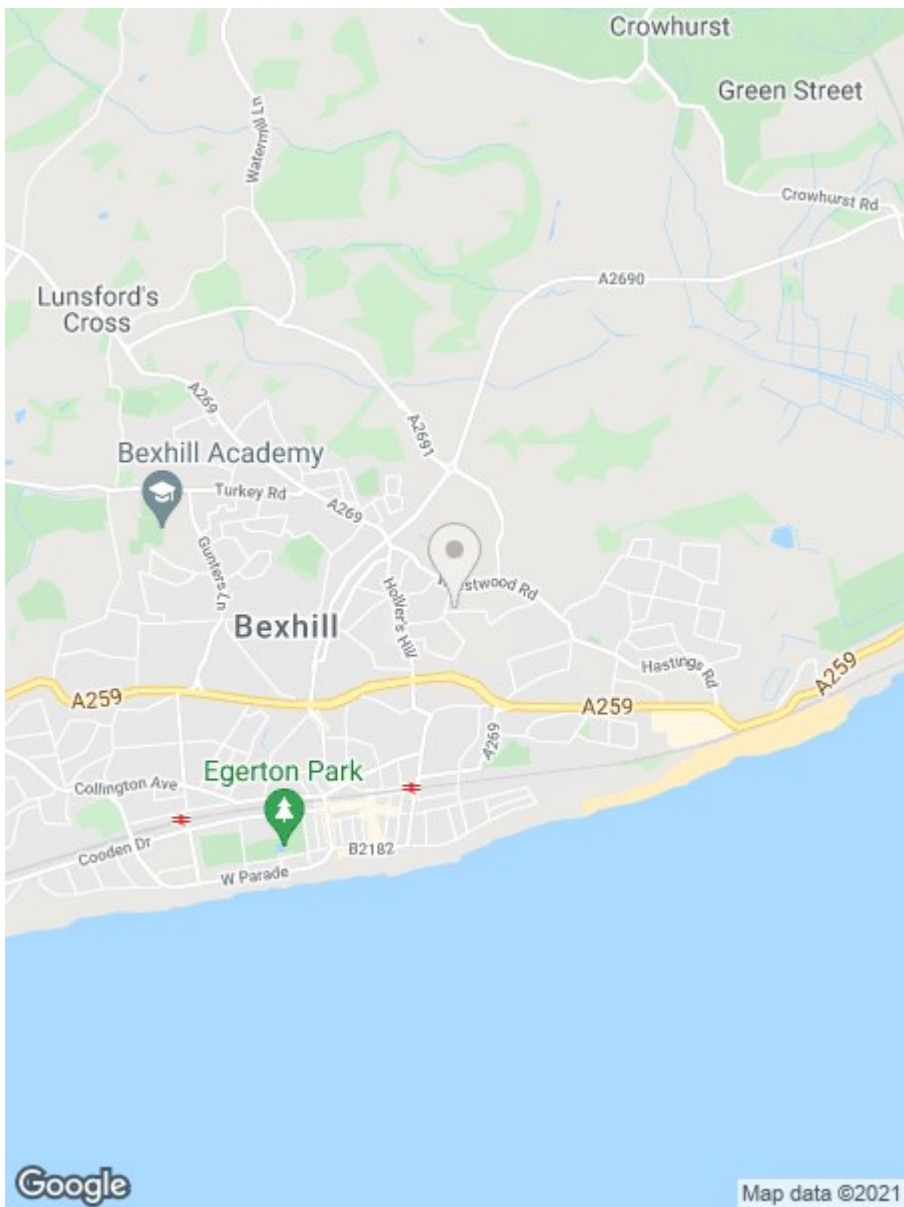 Crowhurst
Green Street
Watermill Ln
Crowhurst Rd
A2690
Lunsford's
Cross
A269
A2691
Bexhill Academy
Turkey Rd
A269
Gunters Ln
Hollier's Hill
Bexhill
Hastings Rd
A259
A259
A259
A269
Egerton Park
Collington Ave
Cooden Dr
B2182
W Parade
Google
Map data ©2021